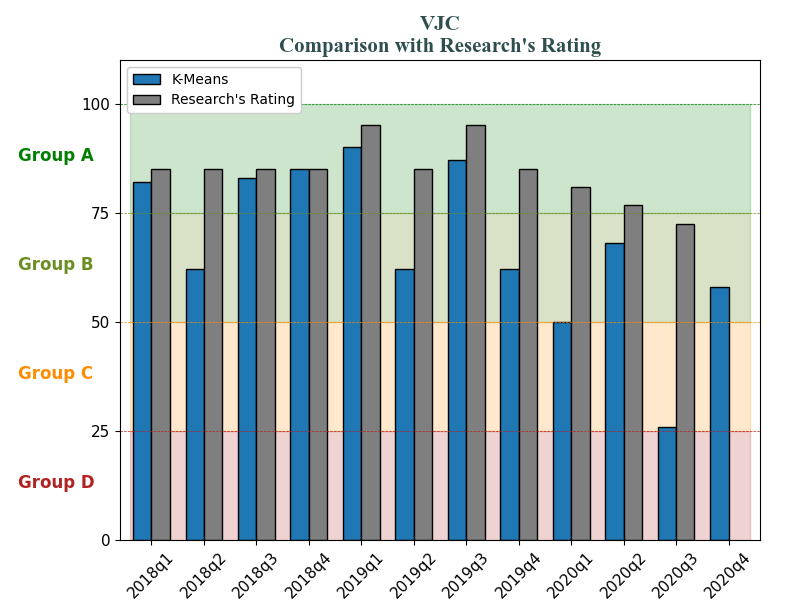 VJC
Comparison with Research's Rating
K-Means
Research's Rating
100
Group A
75
Group B
50
Group C
25
Group D
0
2018q1 2018q2 2018q3 2018q4 2019q1 2019q2 2019q3 2019q4 2020q1 2020q2 2020q3 2020q4